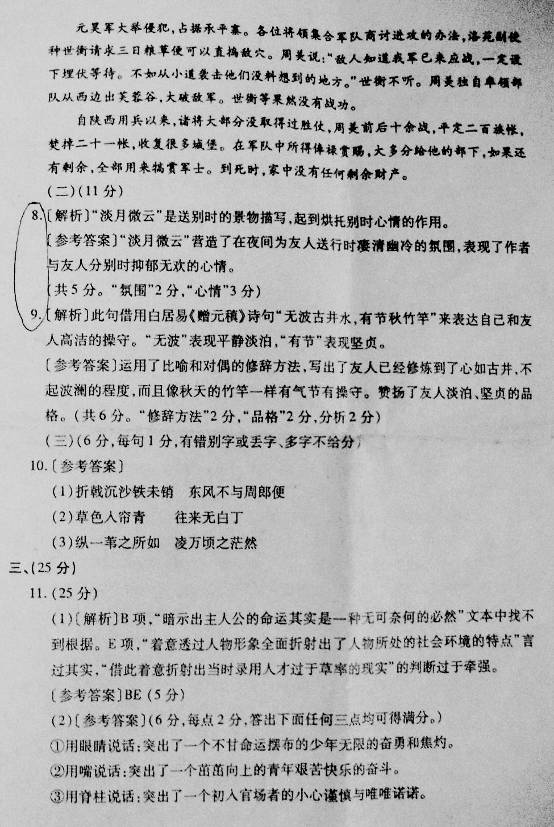 元昊军大举侵犯,占据承平寨。各位将领集合军队商讨进攻的办法,洛苑副使
种世衡请求三日粮草便可以直捣敌穴。周美说:“敌人知道我军已来应战,一定设
下埋伏等待。不如从小道袭击他们没料想到的地方。”世衡不听。周美独自率领部
队从西边出芙蓉谷,大破敌军。世衡等果然没有战功。
自陕西用兵以来,诸将大部分没取得过胜仗,周美前后十余战,平定二百族帐,
焚掉二十一帐,收复很多城堡。在军队中所得俸禄赏赐,大多分给他的部下,如果还
有剩余,全部用来犒赏军士。到死时,家中没有任何剩余财产。
(二)(11分)
8.〔解析〕“淡月微云”是送别时的景物描写,起到烘托别时心情的作用。
〔参考答案〕“淡月微云”营造了在夜间为友人送行时凄清幽冷的氛围,表现了作者
与友人分别时抑郁无欢的心情。
(共5分。“氛围”2分,“心情”3分)
9.〔解析〕此句借用白居易《赠元稹》诗句“无波古井水,有节秋竹竿”来表达自己和友
人高洁的操守。“无波”表现平静淡泊,“有节”表现坚贞。
〔参考答案〕运用了比喻和对偶的修辞方法,写出了友人已经修炼到了心如古井,不
起波澜的程度,而且像秋天的竹竿一样有气节有操守。赞扬了友人淡泊、坚贞的品
格。(共6分。“修辞方法”2分,“品格”2分,分析2分)
(三)(6分,每句1分,有错别字或丢字、多字不给分)
10.〔参考答案〕
(1)折戟沉沙铁未销 东风不与周郎便
(2)草色入帘青 往来无白丁
(3)纵一苇之所如 凌万顷之茫然
三、(25分)
11.(25分)
(1)〔解析〕B项,“暗示出主人公的命运其实是一种无可奈何的必然”文本中找不
到根据。E项,“着意透过人物形象全面折射出了人物所处的社会环境的特点”言
过其实,“借此着意折射出当时录用人才过于草率的现实”的判断过于牵强。
〔参考答案〕BE (5分)
(2)〔参考答案〕(6分,每点2分,答出下面任何三点均可得满分。)
①用眼睛说话:突出了一个不甘命运摆布的少年无限的奋勇和焦灼。
②用嘴说话:突出了一个茁茁向上的青年艰苦快乐的奋斗。
③用脊柱说话:突出了一个初入官场者的小心谨慎与唯唯诺诺。